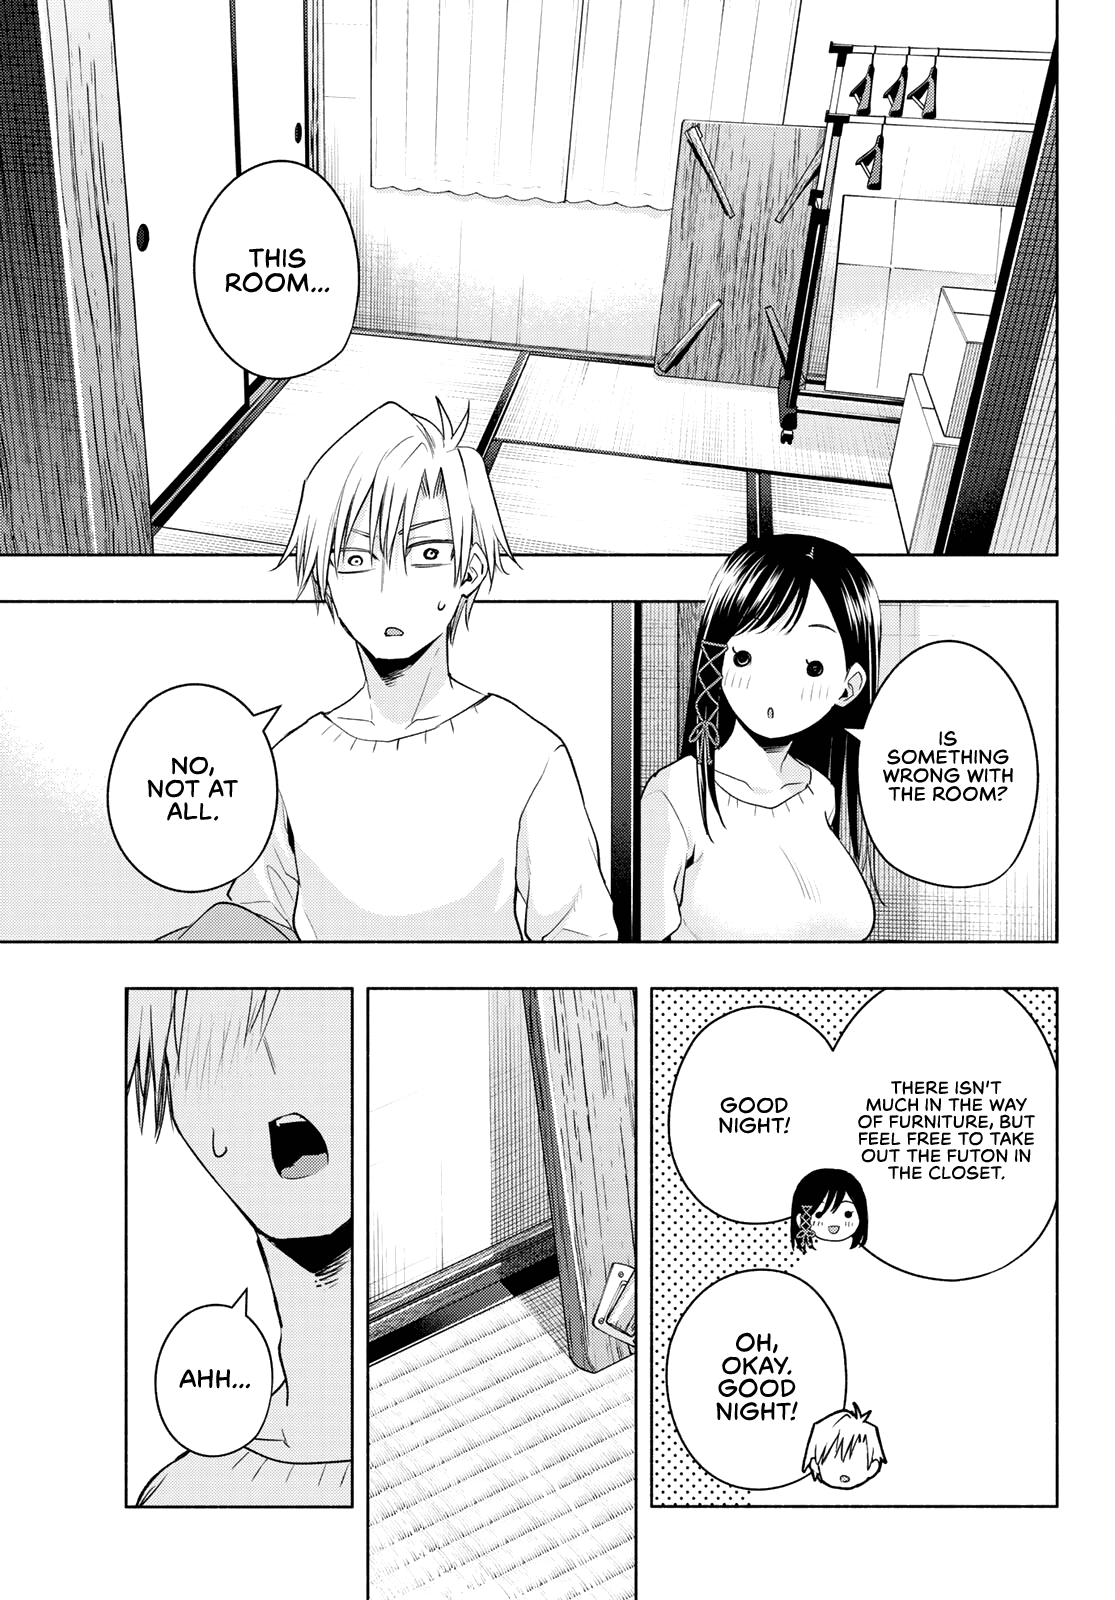 THIS
ROOM...
IS
SOMETHING
WRONG WITH
THE ROOM?
NO,
NOT AT
ALL.
THERE ISN'T
MUCH IN THE WAY
OF FURNITURE, BUT
FEEL FREE TO TAKE
OUT THE FUTON IN
THE CLOSET.
GOOD
NIGHT!
OH,
OKAY.
GOOD
NIGHT!
AHH...